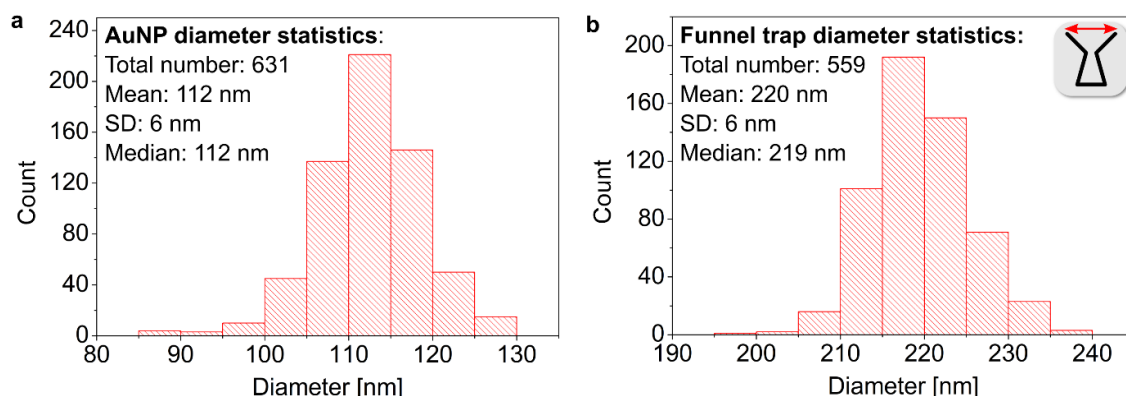 a
AuNP diameter statistics:
Total number: 631
Mean: 112 nm
SD: 6 nm
Median: 112 nm
240
200
160
120
80
40
0
Count
80
90
100
110
120
130
Diameter [nm]
b
Funnel trap diameter statistics:
Total number: 559
Mean: 220 nm
SD: 6 nm
Median: 219 nm
200
160
120
80
40
0
Count
190
200
210
220
230
240
Diameter [nm]